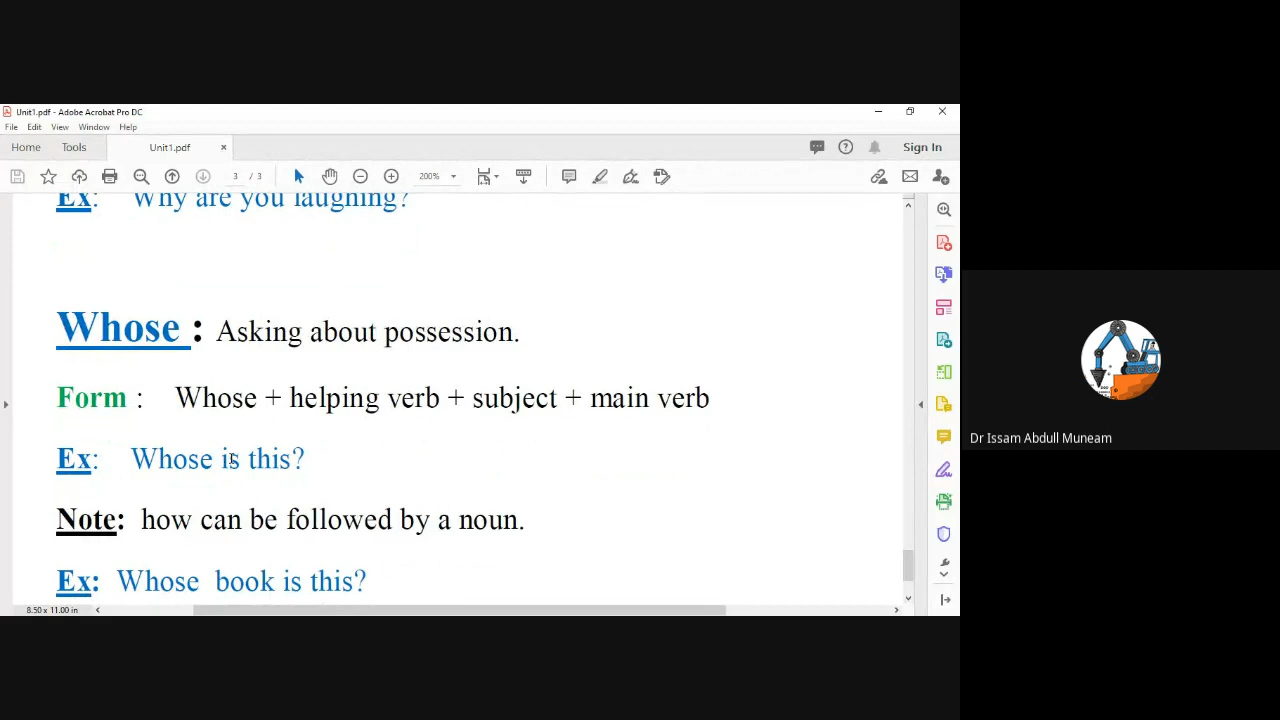 Unit1.pdf - Adobe Acrobat Pro DC
File Edit View Window Help
Home Tools Unit1.pdf × Sign In
3 / 3 200%
Ex: Why are you laughing?
Whose : Asking about possession.
Form : Whose + helping verb + subject + main verb
Ex: Whose is this?
Note: how can be followed by a noun.
Ex: Whose book is this?
8.50 x 11.00 in
Dr Issam Abdull Muneam